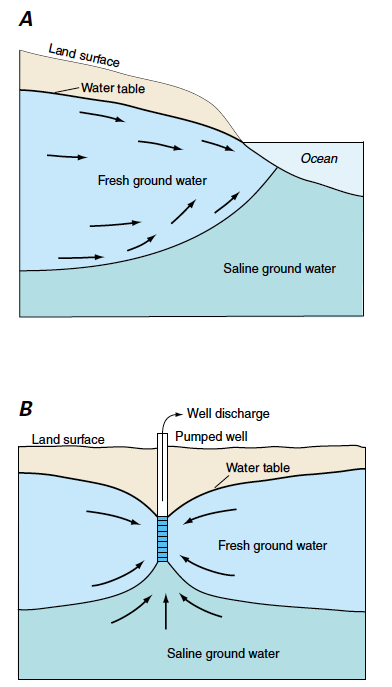 A
Land surface
Water table
Ocean
Fresh ground water
Saline ground water
B
Well discharge
Land surface
Pumped well
Water table
Fresh ground water
Saline ground water